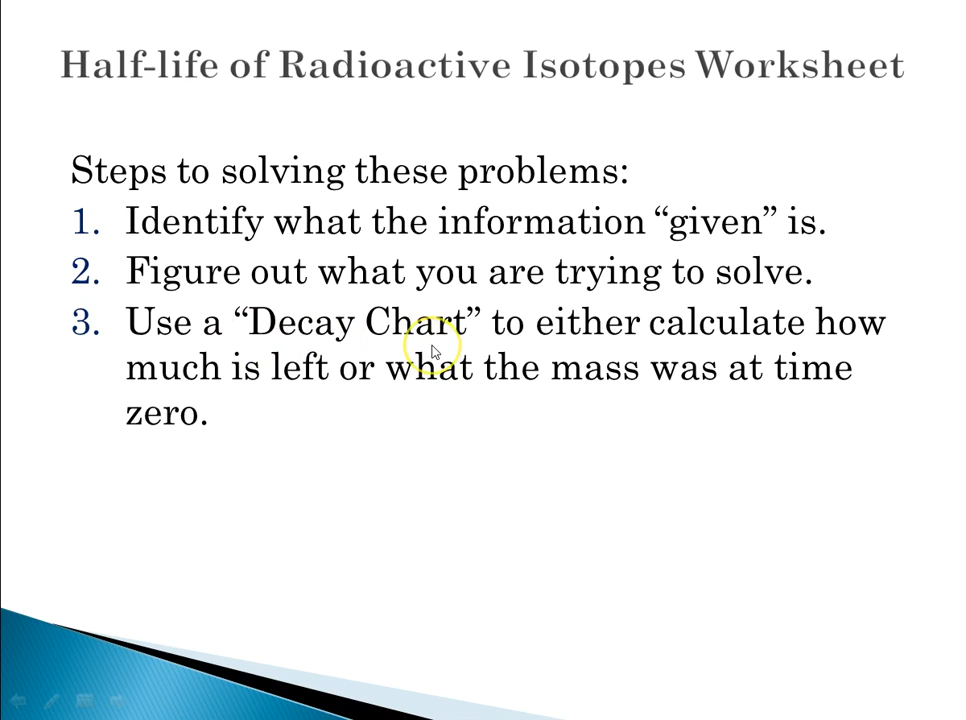 Half-life of Radioactive Isotopes Worksheet
Steps to solving these problems:
1. Identify what the information “given” is.
2. Figure out what you are trying to solve.
3. Use a “Decay Chart” to either calculate how
much is left or what the mass was at time
zero.